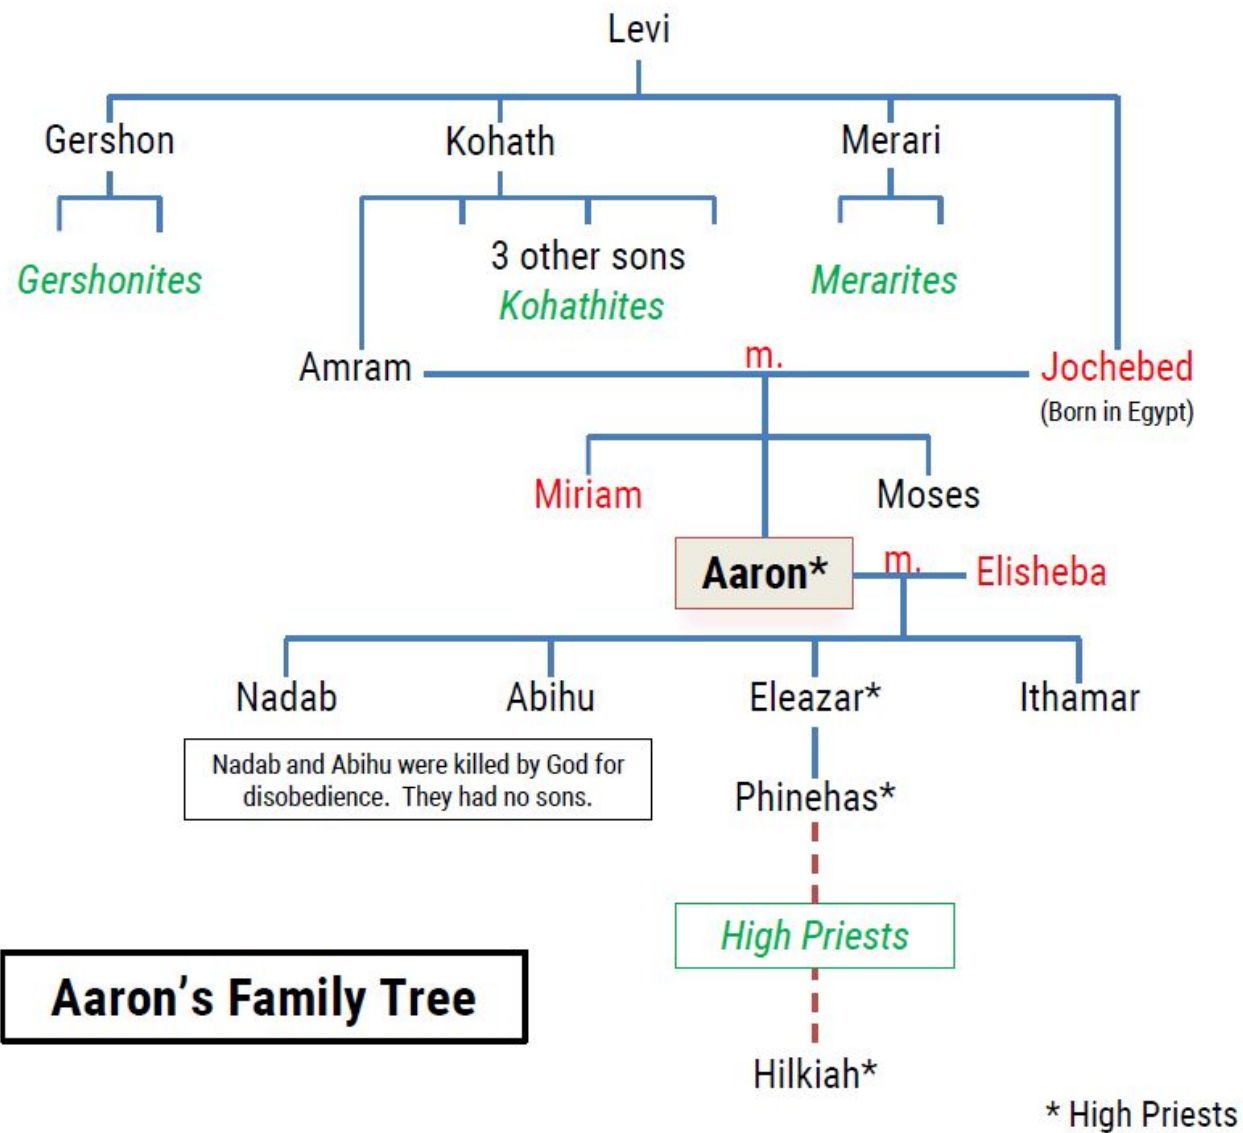 Levi
Gershon
Kohath
Merari
Gershonites
3 other sons
Kohathites
Merarites
Amram
m.
Jochebed
(Born in Egypt)
Miriam
Moses
Aaron*
m.
Elisheba
Nadab
Abihu
Eleazar*
Ithamar
Nadab and Abihu were killed by God for
disobedience. They had no sons.
Phinehas*
High Priests
Aaron’s Family Tree
Hilkiah*
* High Priests